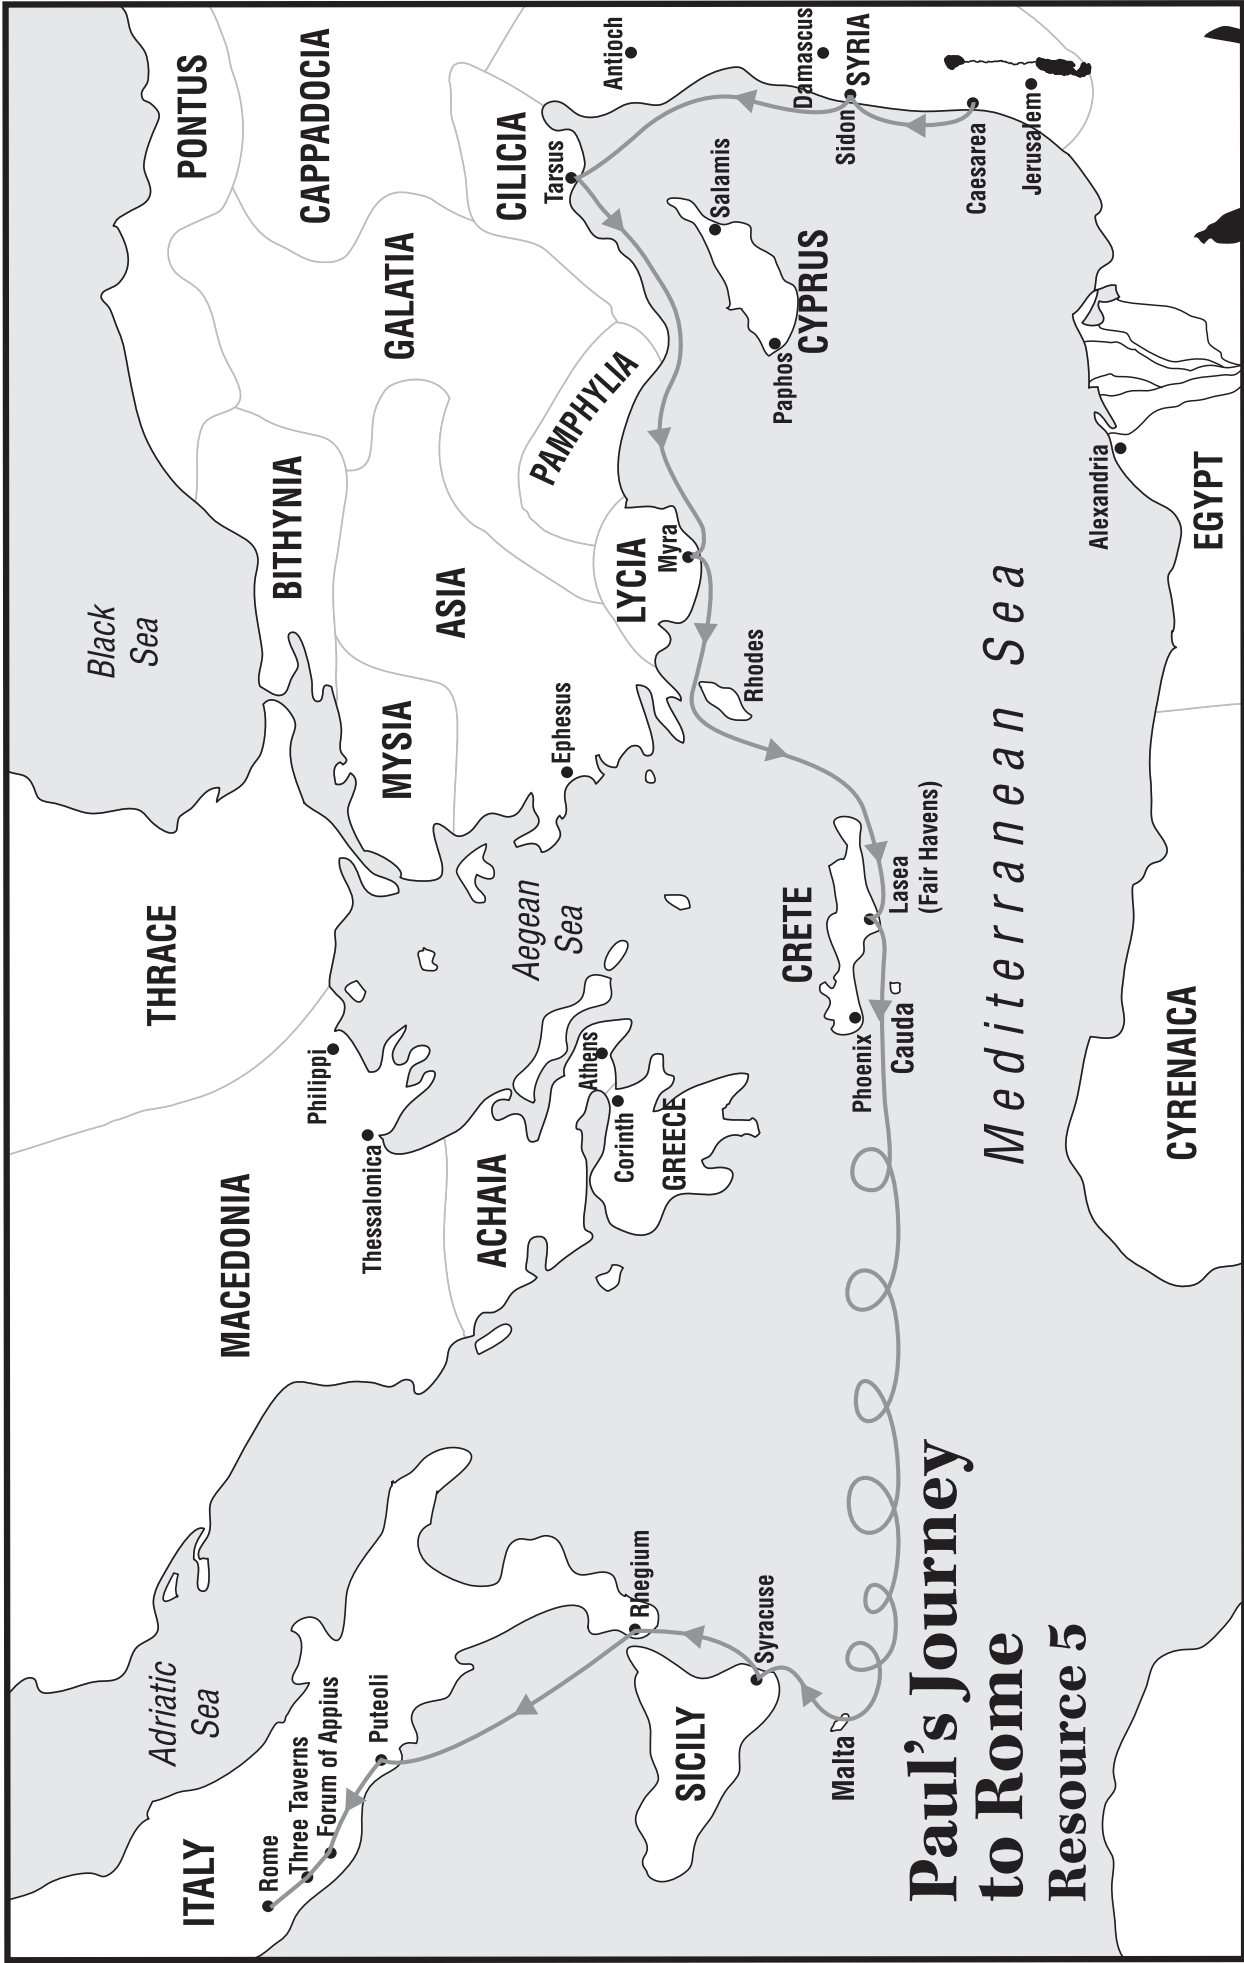 Paul's Journey
to Rome
Resource 5
ITALY
Rome
Three Taverns
Forum of Appius
Puteoli
Adriatic
Sea
SICILY
Rhegium
Syracuse
Malta
MACEDONIA
THRACE
Philippi
Thessalonica
ACHAIA
Athens
Corinth
GREECE
Aegean
Sea
Black
Sea
BITHYNIA
MYSIA
ASIA
Ephesus
PONTUS
CAPPADOCIA
GALATIA
PAMPHYLIA
LYCIA
Myra
CILICIA
Tarsus
Rhodes
CRETE
Lasea
(Fair Havens)
Phoenix
Cauda
Mediterranean Sea
CYPRUS
Salamis
Paphos
Antioch
Damascus
SYRIA
Sidon
Caesarea
Jerusalem
Alexandria
EGYPT
CYRENAICA